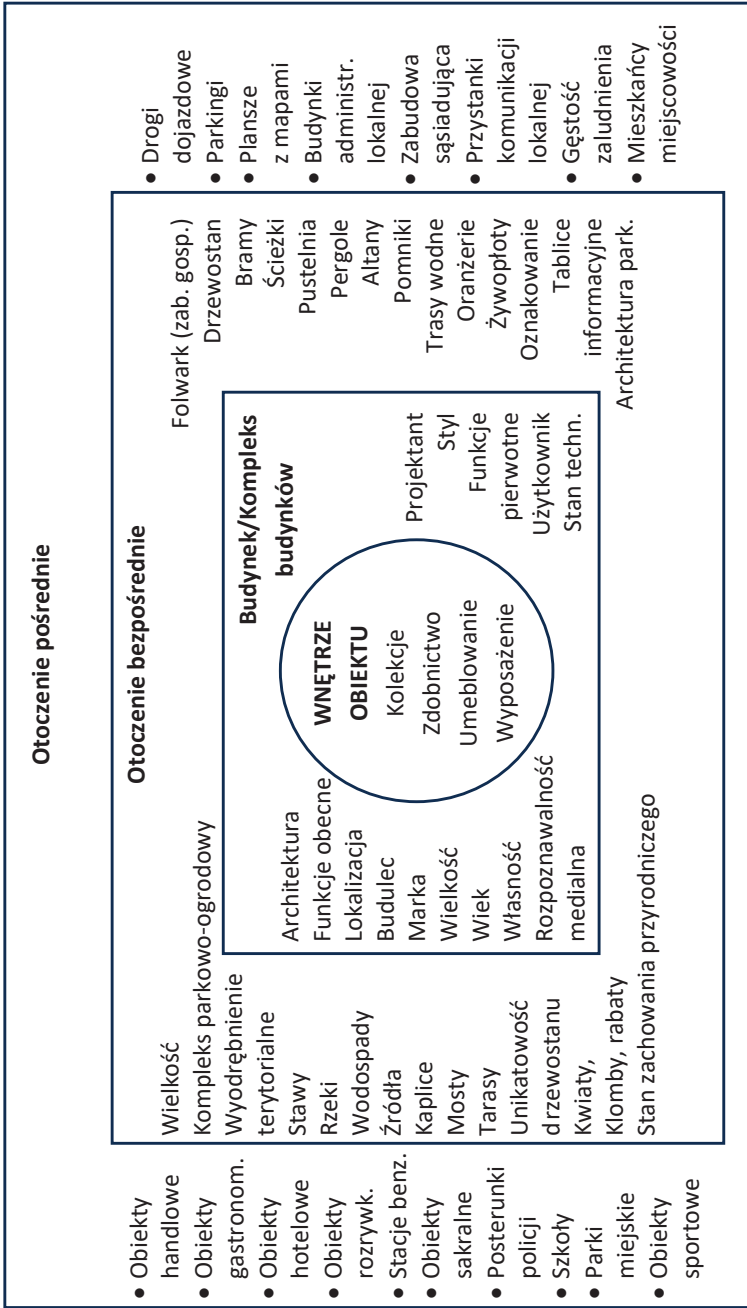 Otoczenie pośrednie
• Obiekty
handlowe
• Obiekty
gastronom.
• Obiekty
hotelowe
• Obiekty
rozrywk.
• Stacje benz.
• Obiekty
sakralne
• Posterunki
policji
• Szkoły
• Parki
miejskie
• Obiekty
sportowe
Otoczenie bezpośrednie
Wielkość
Kompleks parkowo-ogrodowy
Wyodrębnienie
terytorialne
Stawy
Rzeki
Wodospady
Źródła
Kaplice
Mosty
Tarasy
Unikatowość
drzewostanu
Kwiaty,
Klomby, rabaty
Stan zachowania przyrodniczego
Budynek/Kompleks
budynków
Architektura
Funkcje obecne
Lokalizacja
Budulec
Marka
Wielkość
Wiek
Własność
Rozpoznawalność
medialna
WNĘTRZE
OBIEKTU
Kolekcje
Zdobnictwo
Umeblowanie
Wyposażenie
Projektant
Styl
Funkcje
pierwotne
Użytkownik
Stan techn.
Folwark (zab. gosp.)
Drzewostan
Bramy
Ścieżki
Pustelnia
Pergole
Altany
Pomniki
Trasy wodne
Oranżerie
Żywopłoty
Oznakowanie
Tablice
informacyjne
Architektura park.
• Drogi
dojazdowe
• Parkingi
• Plansze
z mapami
• Budynki
administr.
lokalnej
• Zabudowa
sąsiadująca
• Przystanki
komunikacji
lokalnej
• Gęstość
zaludnienia
• Mieszkańcy
miejscowości